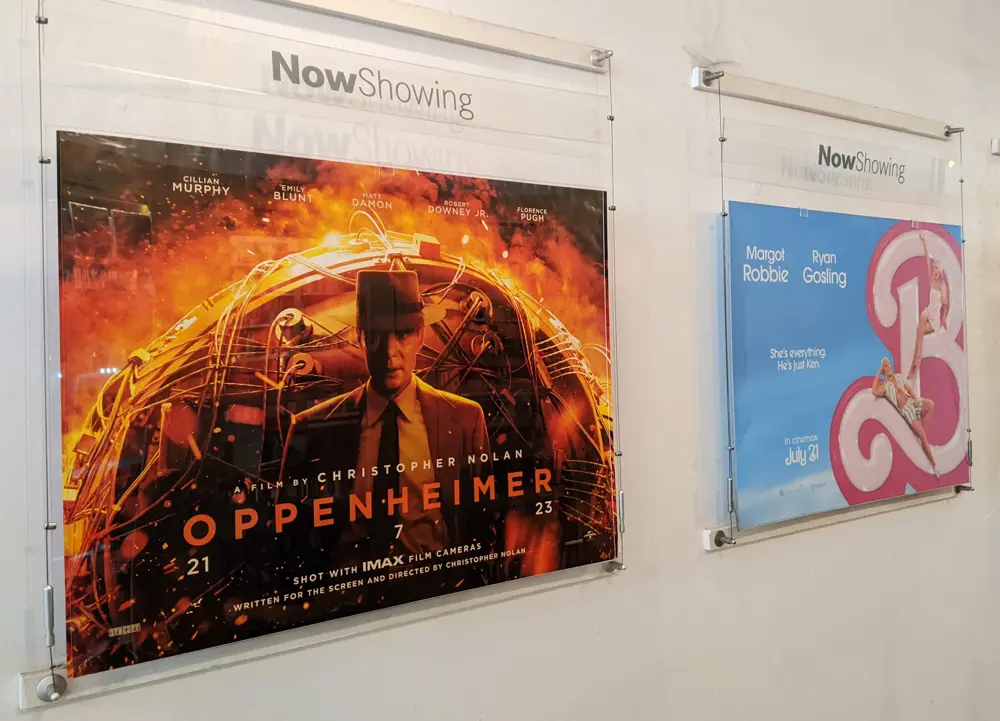 NowShowing
CILLIAN
MURPHY
EMILY
BLUNT
MATT
DAMON
ROBERT
DOWNEY JR.
FLORENCE
PUGH
A FILM BY CHRISTOPHER NOLAN
OPPENHEIMER
21 7 23
SHOT WITH IMAX FILM CAMERAS
WRITTEN FOR THE SCREEN AND DIRECTED BY CHRISTOPHER NOLAN
NowShowing
Margot
Robbie
Ryan
Gosling
She's everything.
He's just Ken.
In cinemas
July 21
B